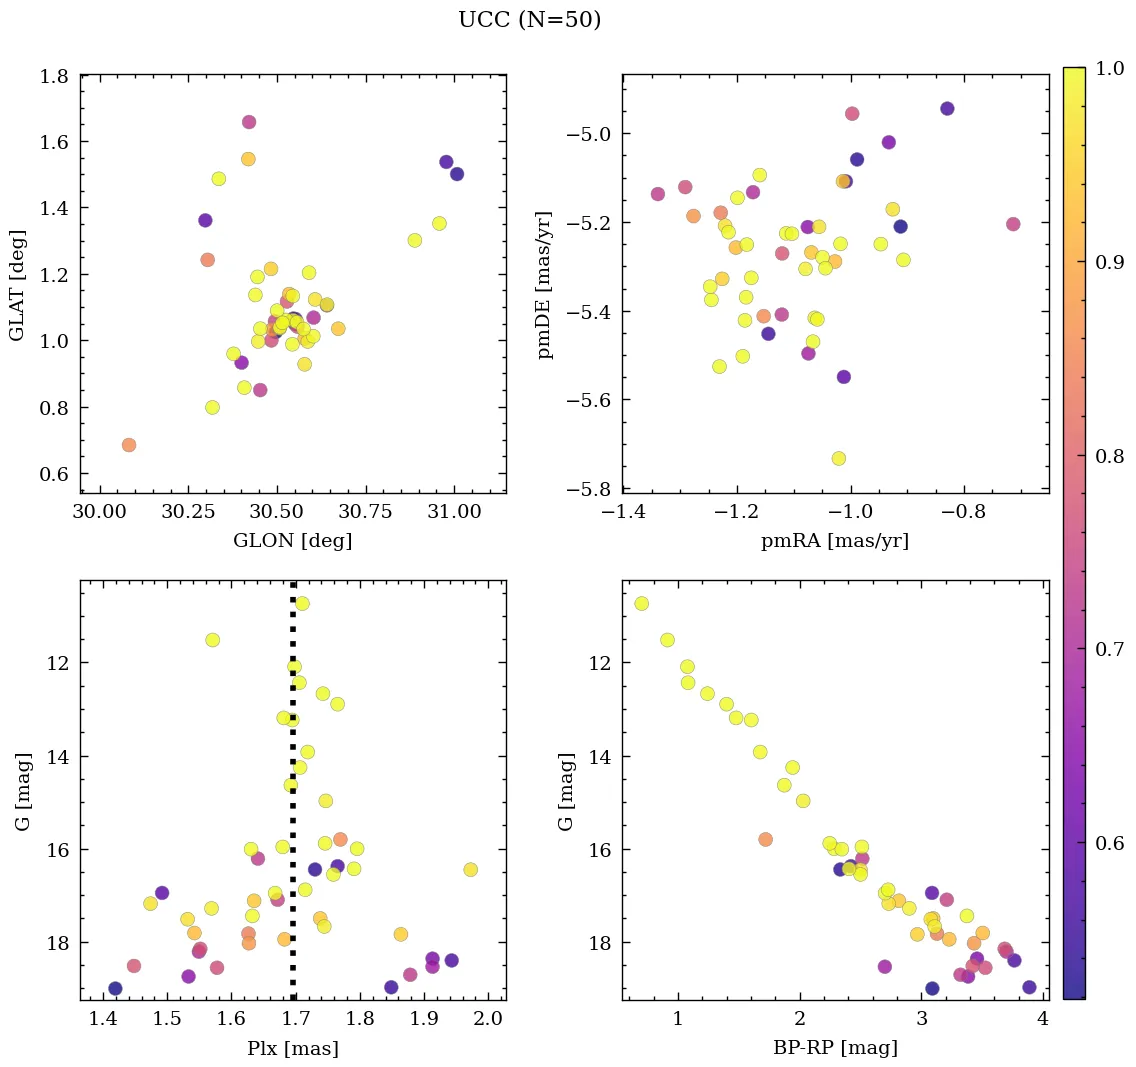 UCC (N=50)
1.8
1.6
1.4
1.2
1.0
0.8
0.6
GLAT [deg]
30.00 30.25 30.50 30.75 31.00
GLON [deg]
−5.0
−5.2
−5.4
−5.6
−5.8
pmDE [mas/yr]
−1.4 −1.2 −1.0 −0.8
pmRA [mas/yr]
12
14
16
18
G [mag]
1.4 1.5 1.6 1.7 1.8 1.9 2.0
Plx [mas]
12
14
16
18
G [mag]
1 2 3 4
BP-RP [mag]
1.0
0.9
0.8
0.7
0.6